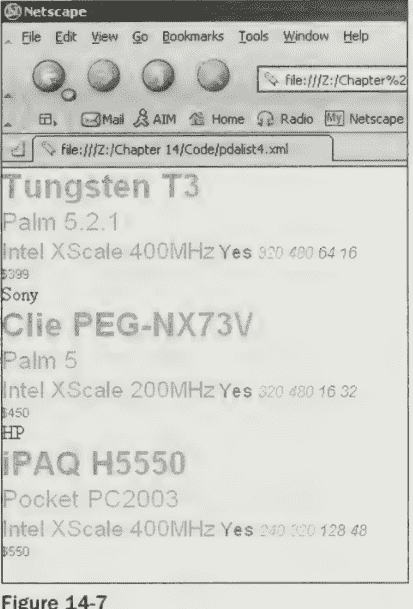 Netscape
File Edit View Go Bookmarks Tools Window Help
file:///Z:/Chapter%2
Mail AIM Home Radio My Netscape
file:///Z:/Chapter 14/Code/pdalist4.xml
Tungsten T3
Palm 5.2.1
Intel XScale 400MHz Yes 320 480 64 16
$399
Sony
Clie PEG-NX73V
Palm 5
Intel XScale 200MHz Yes 320 480 16 32
$450
HP
iPAQ H5550
Pocket PC2003
Intel XScale 400MHz Yes 240 320 128 48
$550
Figure 14-7